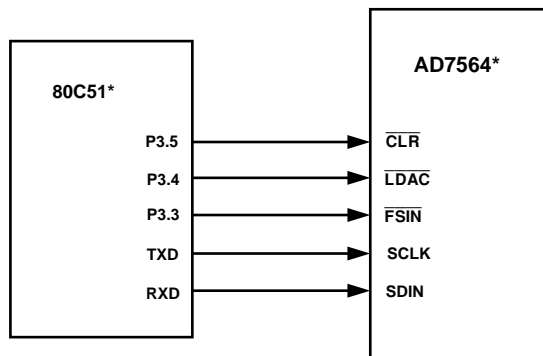 80C51*
AD7564*
P3.5
CLR
P3.4
LDAC
P3.3
FSIN
TXD
SCLK
RXD
SDIN